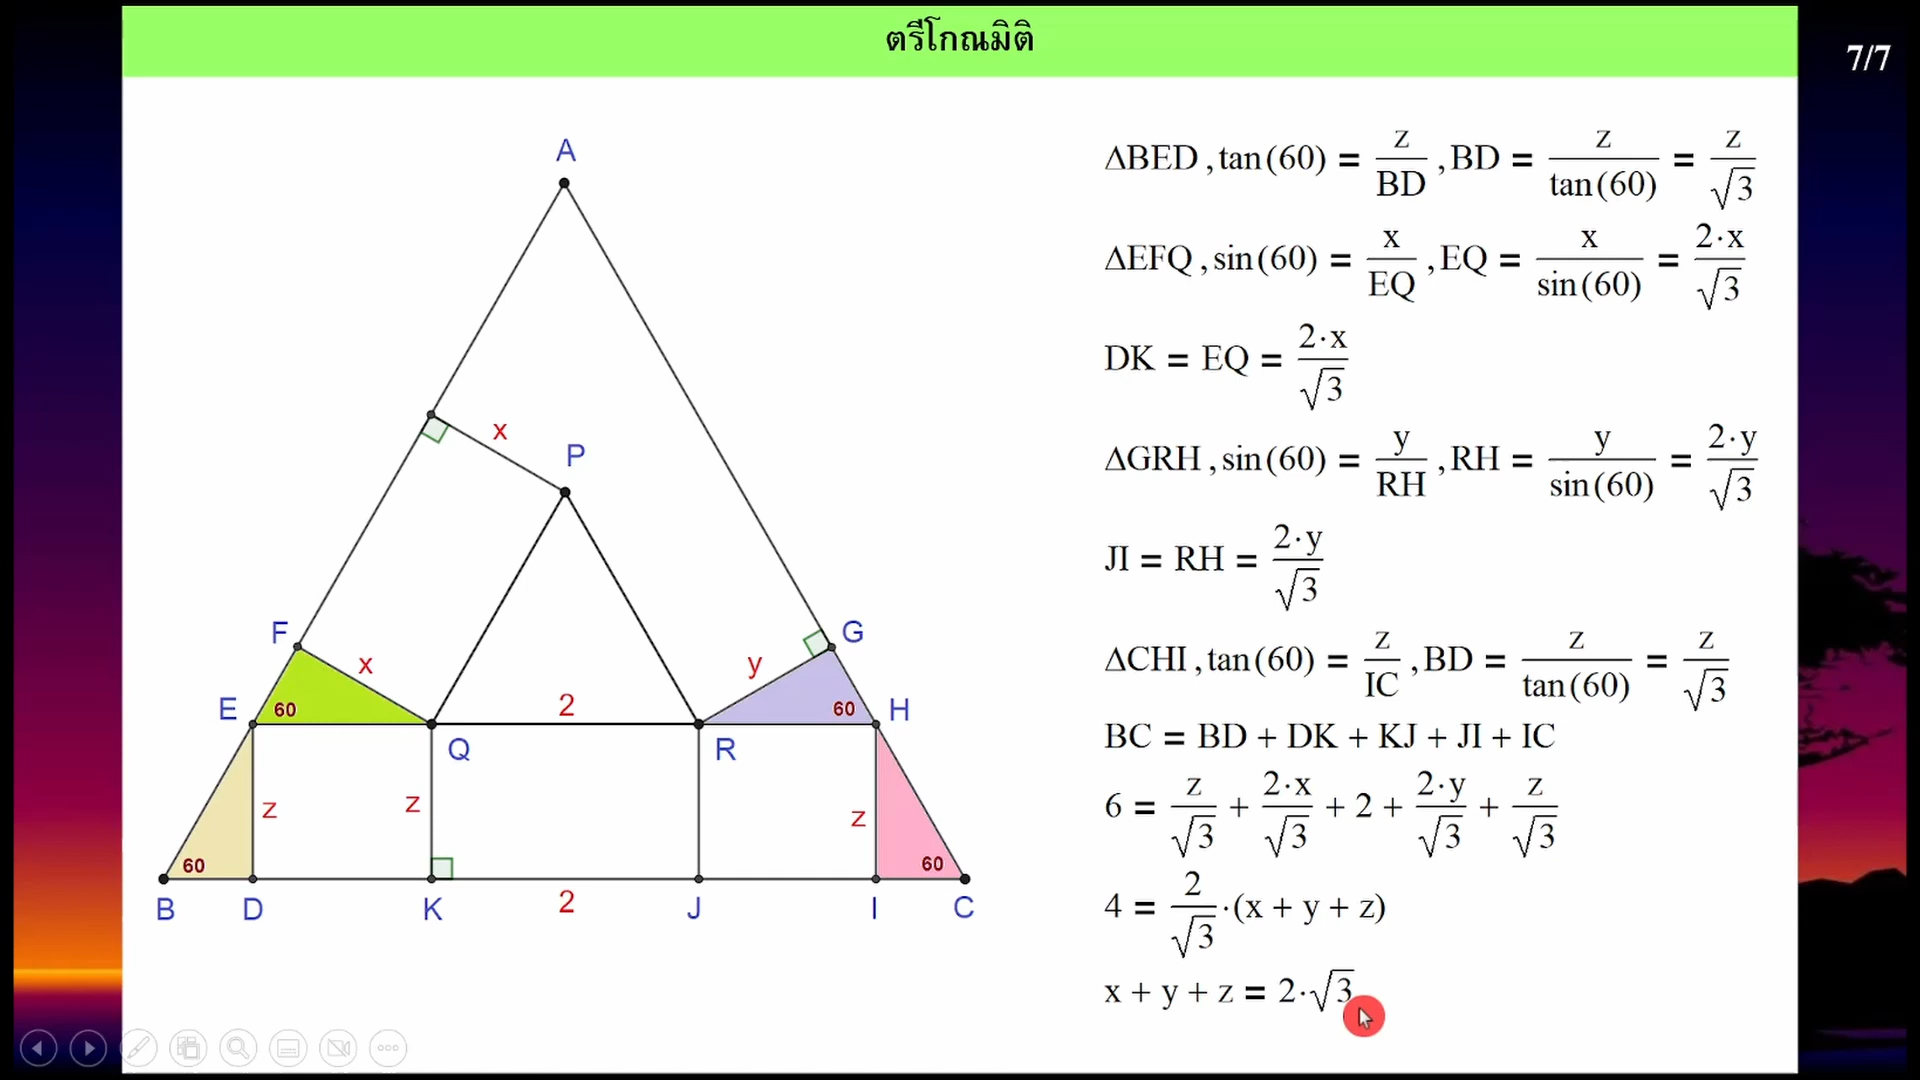 ตรีโกณมิติ
7/7
A
x
P
F
x
y
G
E
60
2
60
H
Q
R
z
z
z
60
60
B
D
K
2
J
I
C
ΔBED , tan(60) = z/BD , BD = z/tan(60) = z/√3
ΔEFQ , sin(60) = x/EQ , EQ = x/sin(60) = 2·x/√3
DK = EQ = 2·x/√3
ΔGRH , sin(60) = y/RH , RH = y/sin(60) = 2·y/√3
JI = RH = 2·y/√3
ΔCHI , tan(60) = z/IC , BD = z/tan(60) = z/√3
BC = BD + DK + KJ + JI + IC
6 = z/√3 + 2·x/√3 + 2 + 2·y/√3 + z/√3
4 = 2/√3 ·(x + y + z)
x + y + z = 2·√3